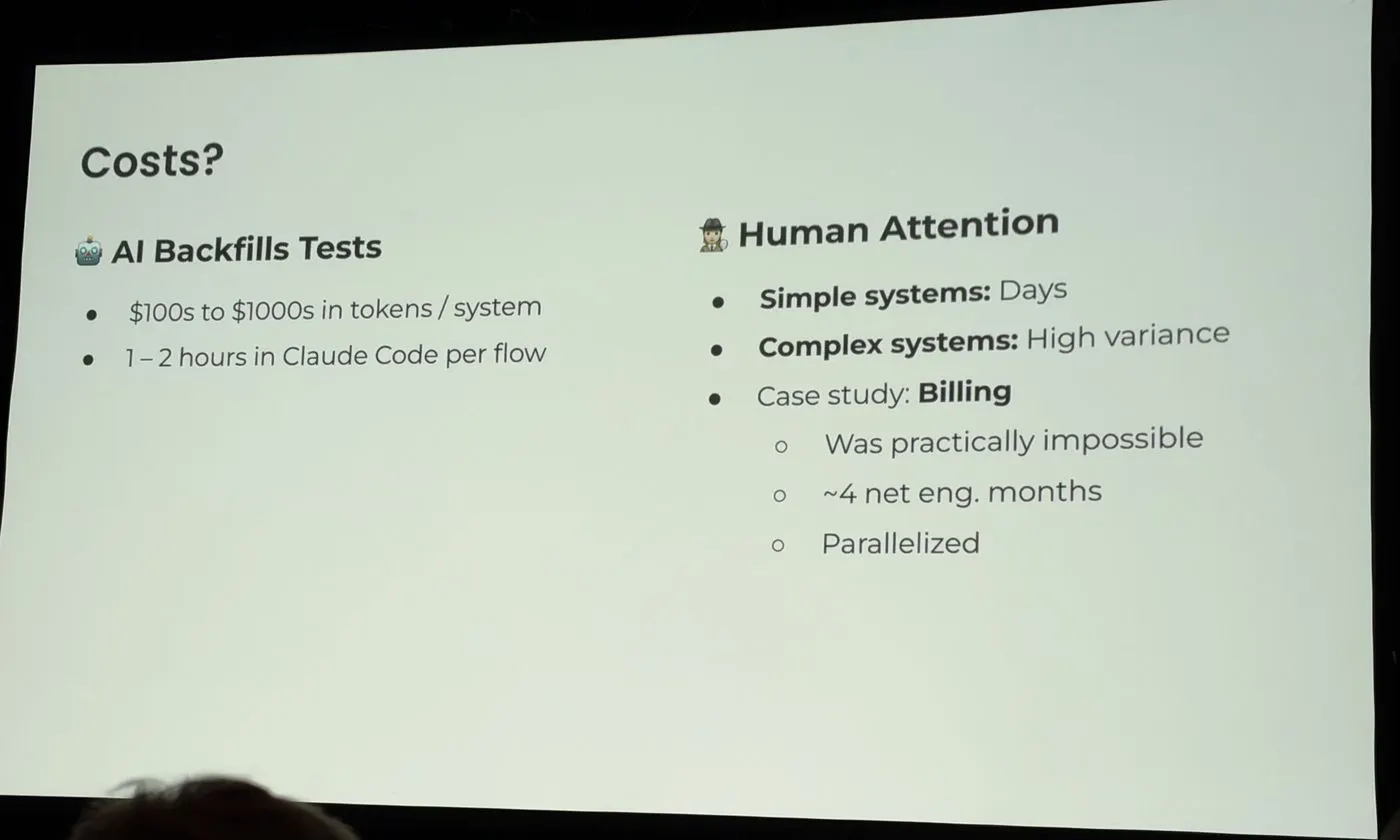 Costs?
🤖 AI Backfills Tests
● $100s to $1000s in tokens / system
● 1 – 2 hours in Claude Code per flow
🕵️ Human Attention
● Simple systems: Days
● Complex systems: High variance
● Case study: Billing
○ Was practically impossible
○ ~4 net eng. months
○ Parallelized